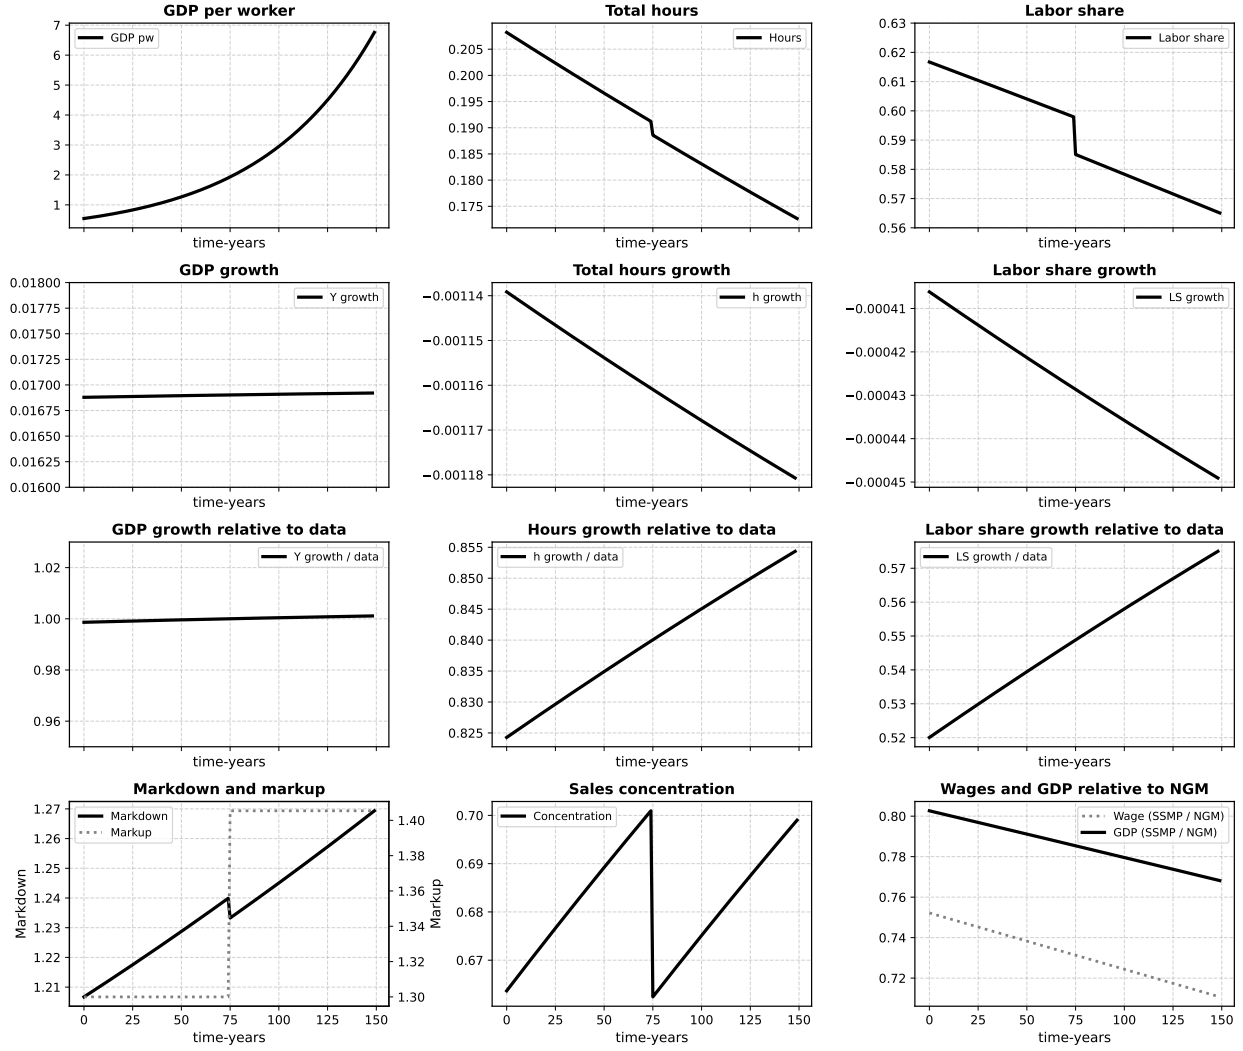 GDP per worker
7
6
5
4
3
2
1
GDP pw
time-years
Total hours
0.205
0.200
0.195
0.190
0.185
0.180
0.175
Hours
time-years
Labor share
0.63
0.62
0.61
0.60
0.59
0.58
0.57
0.56
Labor share
time-years
GDP growth
0.01800
0.01775
0.01750
0.01725
0.01700
0.01675
0.01650
0.01625
0.01600
Y growth
time-years
Total hours growth
−0.00114
−0.00115
−0.00116
−0.00117
−0.00118
h growth
time-years
Labor share growth
−0.00041
−0.00042
−0.00043
−0.00044
−0.00045
LS growth
time-years
GDP growth relative to data
1.02
1.00
0.98
0.96
Y growth / data
time-years
Hours growth relative to data
0.855
0.850
0.845
0.840
0.835
0.830
0.825
h growth / data
time-years
Labor share growth relative to data
0.57
0.56
0.55
0.54
0.53
0.52
LS growth / data
time-years
Markdown and markup
Markdown
1.27
1.26
1.25
1.24
1.23
1.22
1.21
Markdown
Markup
1.40
1.38
1.36
1.34
1.32
1.30
Markup
0 25 50 75 100 125 150
time-years
Sales concentration
0.70
0.69
0.68
0.67
Concentration
0 25 50 75 100 125 150
time-years
Wages and GDP relative to NGM
0.80
0.78
0.76
0.74
0.72
Wage (SSMP / NGM)
GDP (SSMP / NGM)
0 25 50 75 100 125 150
time-years